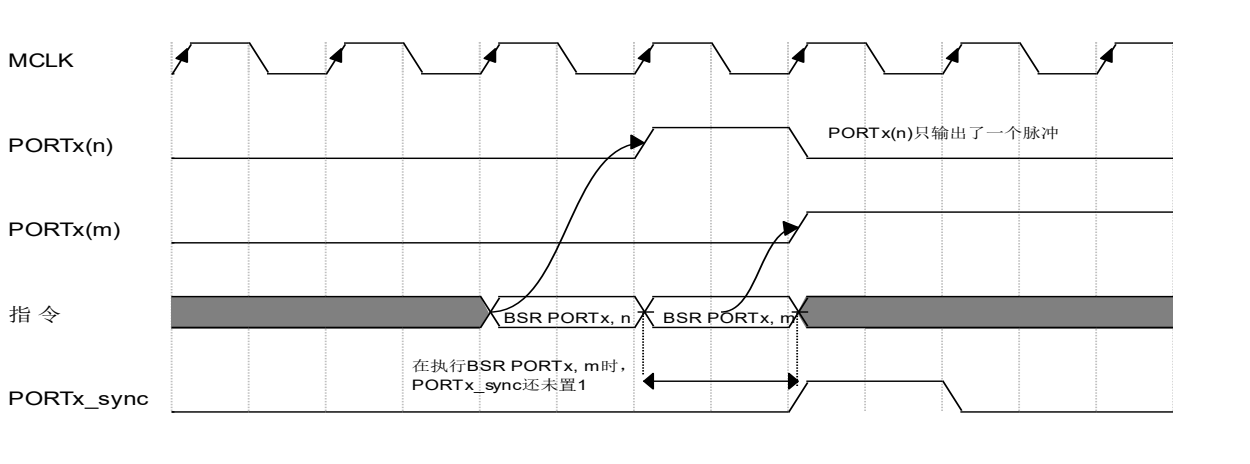 MCLK
PORTx(n)
PORTx(n)只输出了一个脉冲
PORTx(m)
指 令
BSR PORTx, n
BSR PORTx, m
在执行BSR PORTx, m时,
PORTx_sync还未置1
PORTx_sync